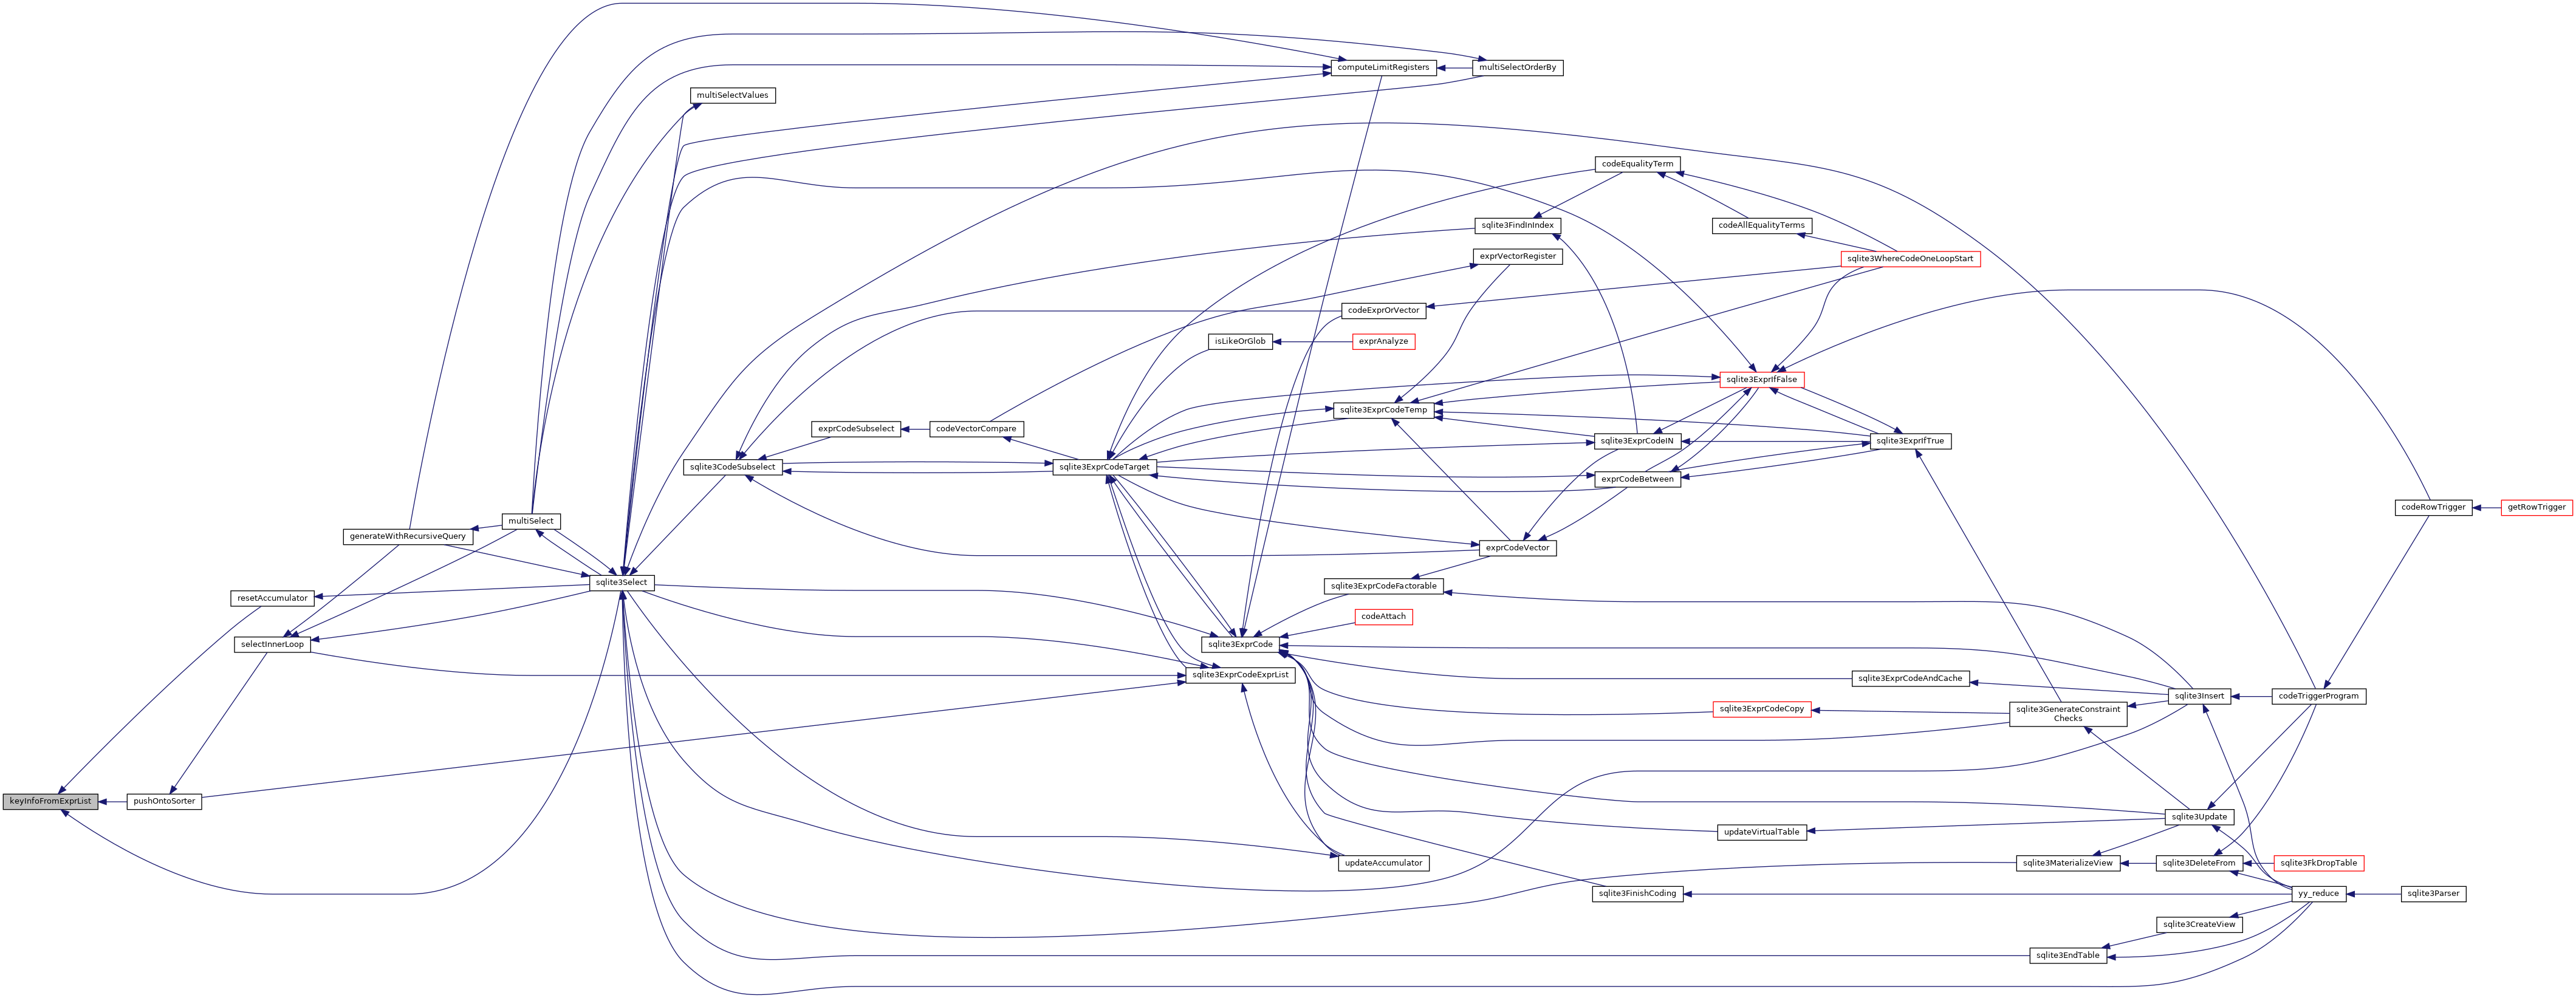 computeLimitRegisters
multiSelectOrderBy
multiSelectValues
codeEqualityTerm
sqlite3FindInIndex
codeAllEqualityTerms
exprVectorRegister
sqlite3WhereCodeOneLoopStart
codeExprOrVector
isLikeOrGlob
exprAnalyze
sqlite3ExprIfFalse
sqlite3ExprCodeTemp
exprCodeSubselect
codeVectorCompare
sqlite3ExprCodeIN
sqlite3ExprIfTrue
sqlite3CodeSubselect
sqlite3ExprCodeTarget
exprCodeBetween
codeRowTrigger
getRowTrigger
multiSelect
generateWithRecursiveQuery
exprCodeVector
sqlite3Select
sqlite3ExprCodeFactorable
resetAccumulator
codeAttach
selectInnerLoop
sqlite3ExprCode
sqlite3ExprCodeExprList
sqlite3ExprCodeAndCache
sqlite3Insert
codeTriggerProgram
sqlite3ExprCodeCopy
sqlite3GenerateConstraint
Checks
keyInfoFromExprList
pushOntoSorter
sqlite3Update
updateVirtualTable
updateAccumulator
sqlite3MaterializeView
sqlite3DeleteFrom
sqlite3FkDropTable
sqlite3FinishCoding
yy_reduce
sqlite3Parser
sqlite3CreateView
sqlite3EndTable